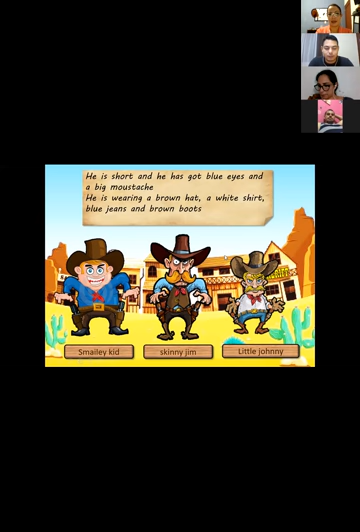 He is short and he has got blue eyes and
a big moustache
He is wearing a brown hat, a white shirt,
blue jeans and brown boots
Smailey kid
skinny jim
Little johnny